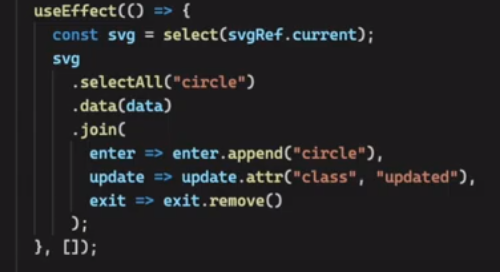 useEffect(() => {
  const svg = select(svgRef.current);
  svg
    .selectAll("circle")
    .data(data)
    .join(
      enter => enter.append("circle"),
      update => update.attr("class", "updated"),
      exit => exit.remove()
    );
}, []);